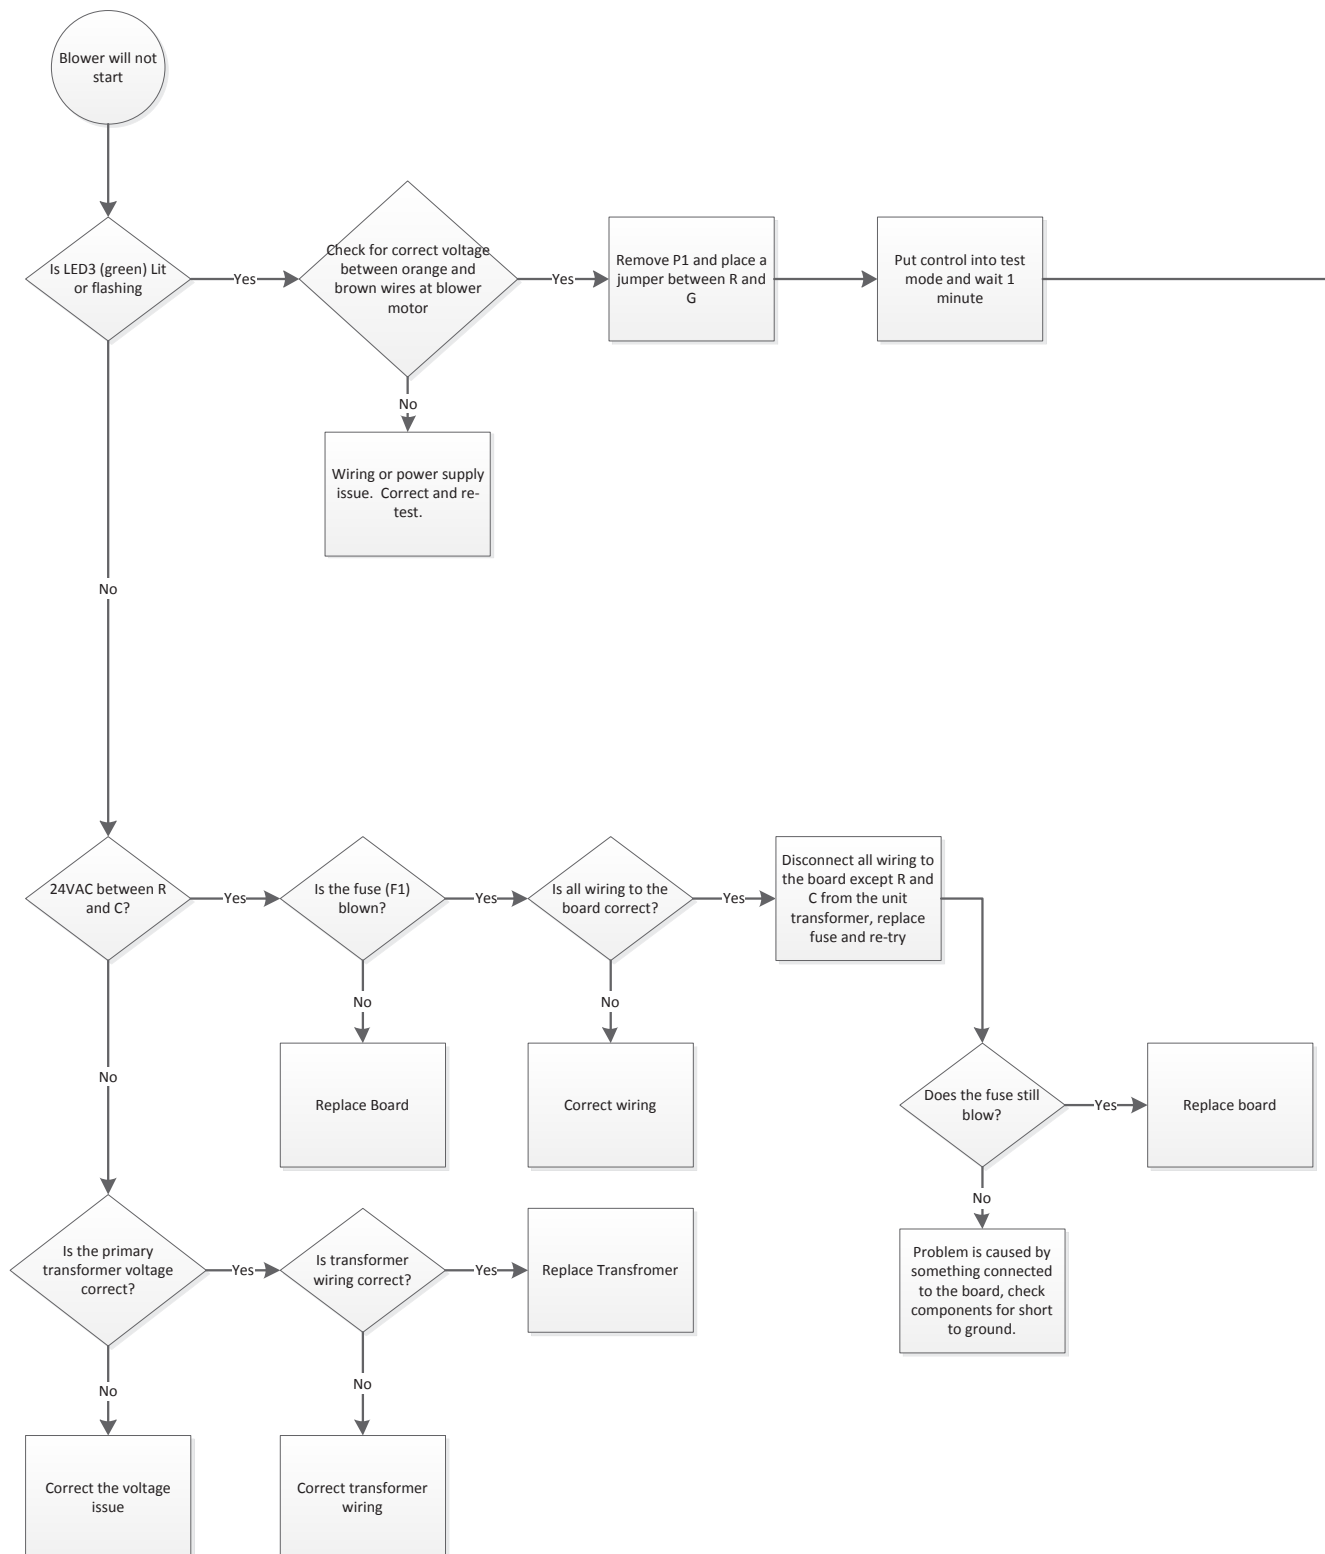 Blower will not
start
Is LED3 (green) Lit
or flashing
Yes
Check for correct voltage
between orange and
brown wires at blower
motor
Yes
Remove P1 and place a
jumper between R and
G
Put control into test
mode and wait 1
minute
No
Wiring or power supply
issue.  Correct and re-
test.
No
24VAC between R
and C?
Yes
Is the fuse (F1)
blown?
Yes
Is all wiring to the
board correct?
Yes
Disconnect all wiring to
the board except R and
C from the unit
transformer, replace
fuse and re-try
No
Replace Board
No
Correct wiring
Does the fuse still
blow?
Yes
Replace board
No
Problem is caused by
something connected
to the board, check
components for short
to ground.
No
Is the primary
transformer voltage
correct?
Yes
Is transformer
wiring correct?
Yes
Replace Transfromer
No
Correct the voltage
issue
No
Correct transformer
wiring